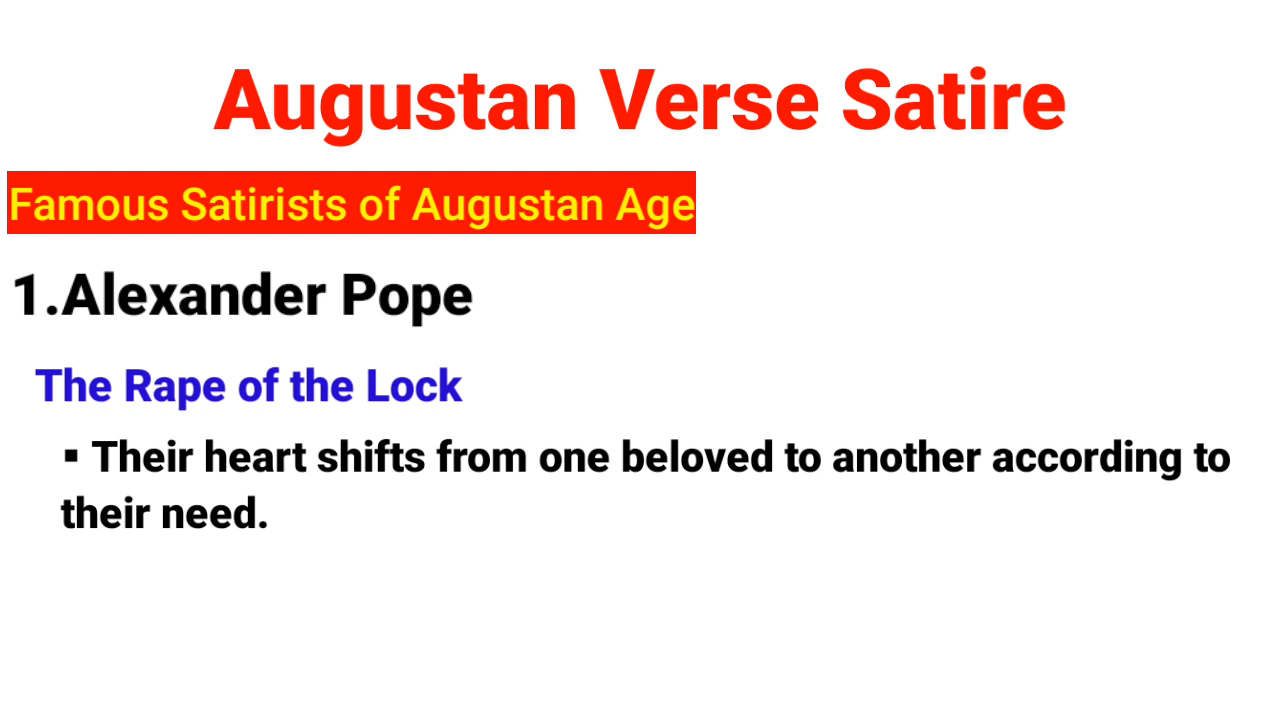 Augustan Verse Satire
Famous Satirists of Augustan Age
1.Alexander Pope
The Rape of the Lock
▪ Their heart shifts from one beloved to another according to
their need.